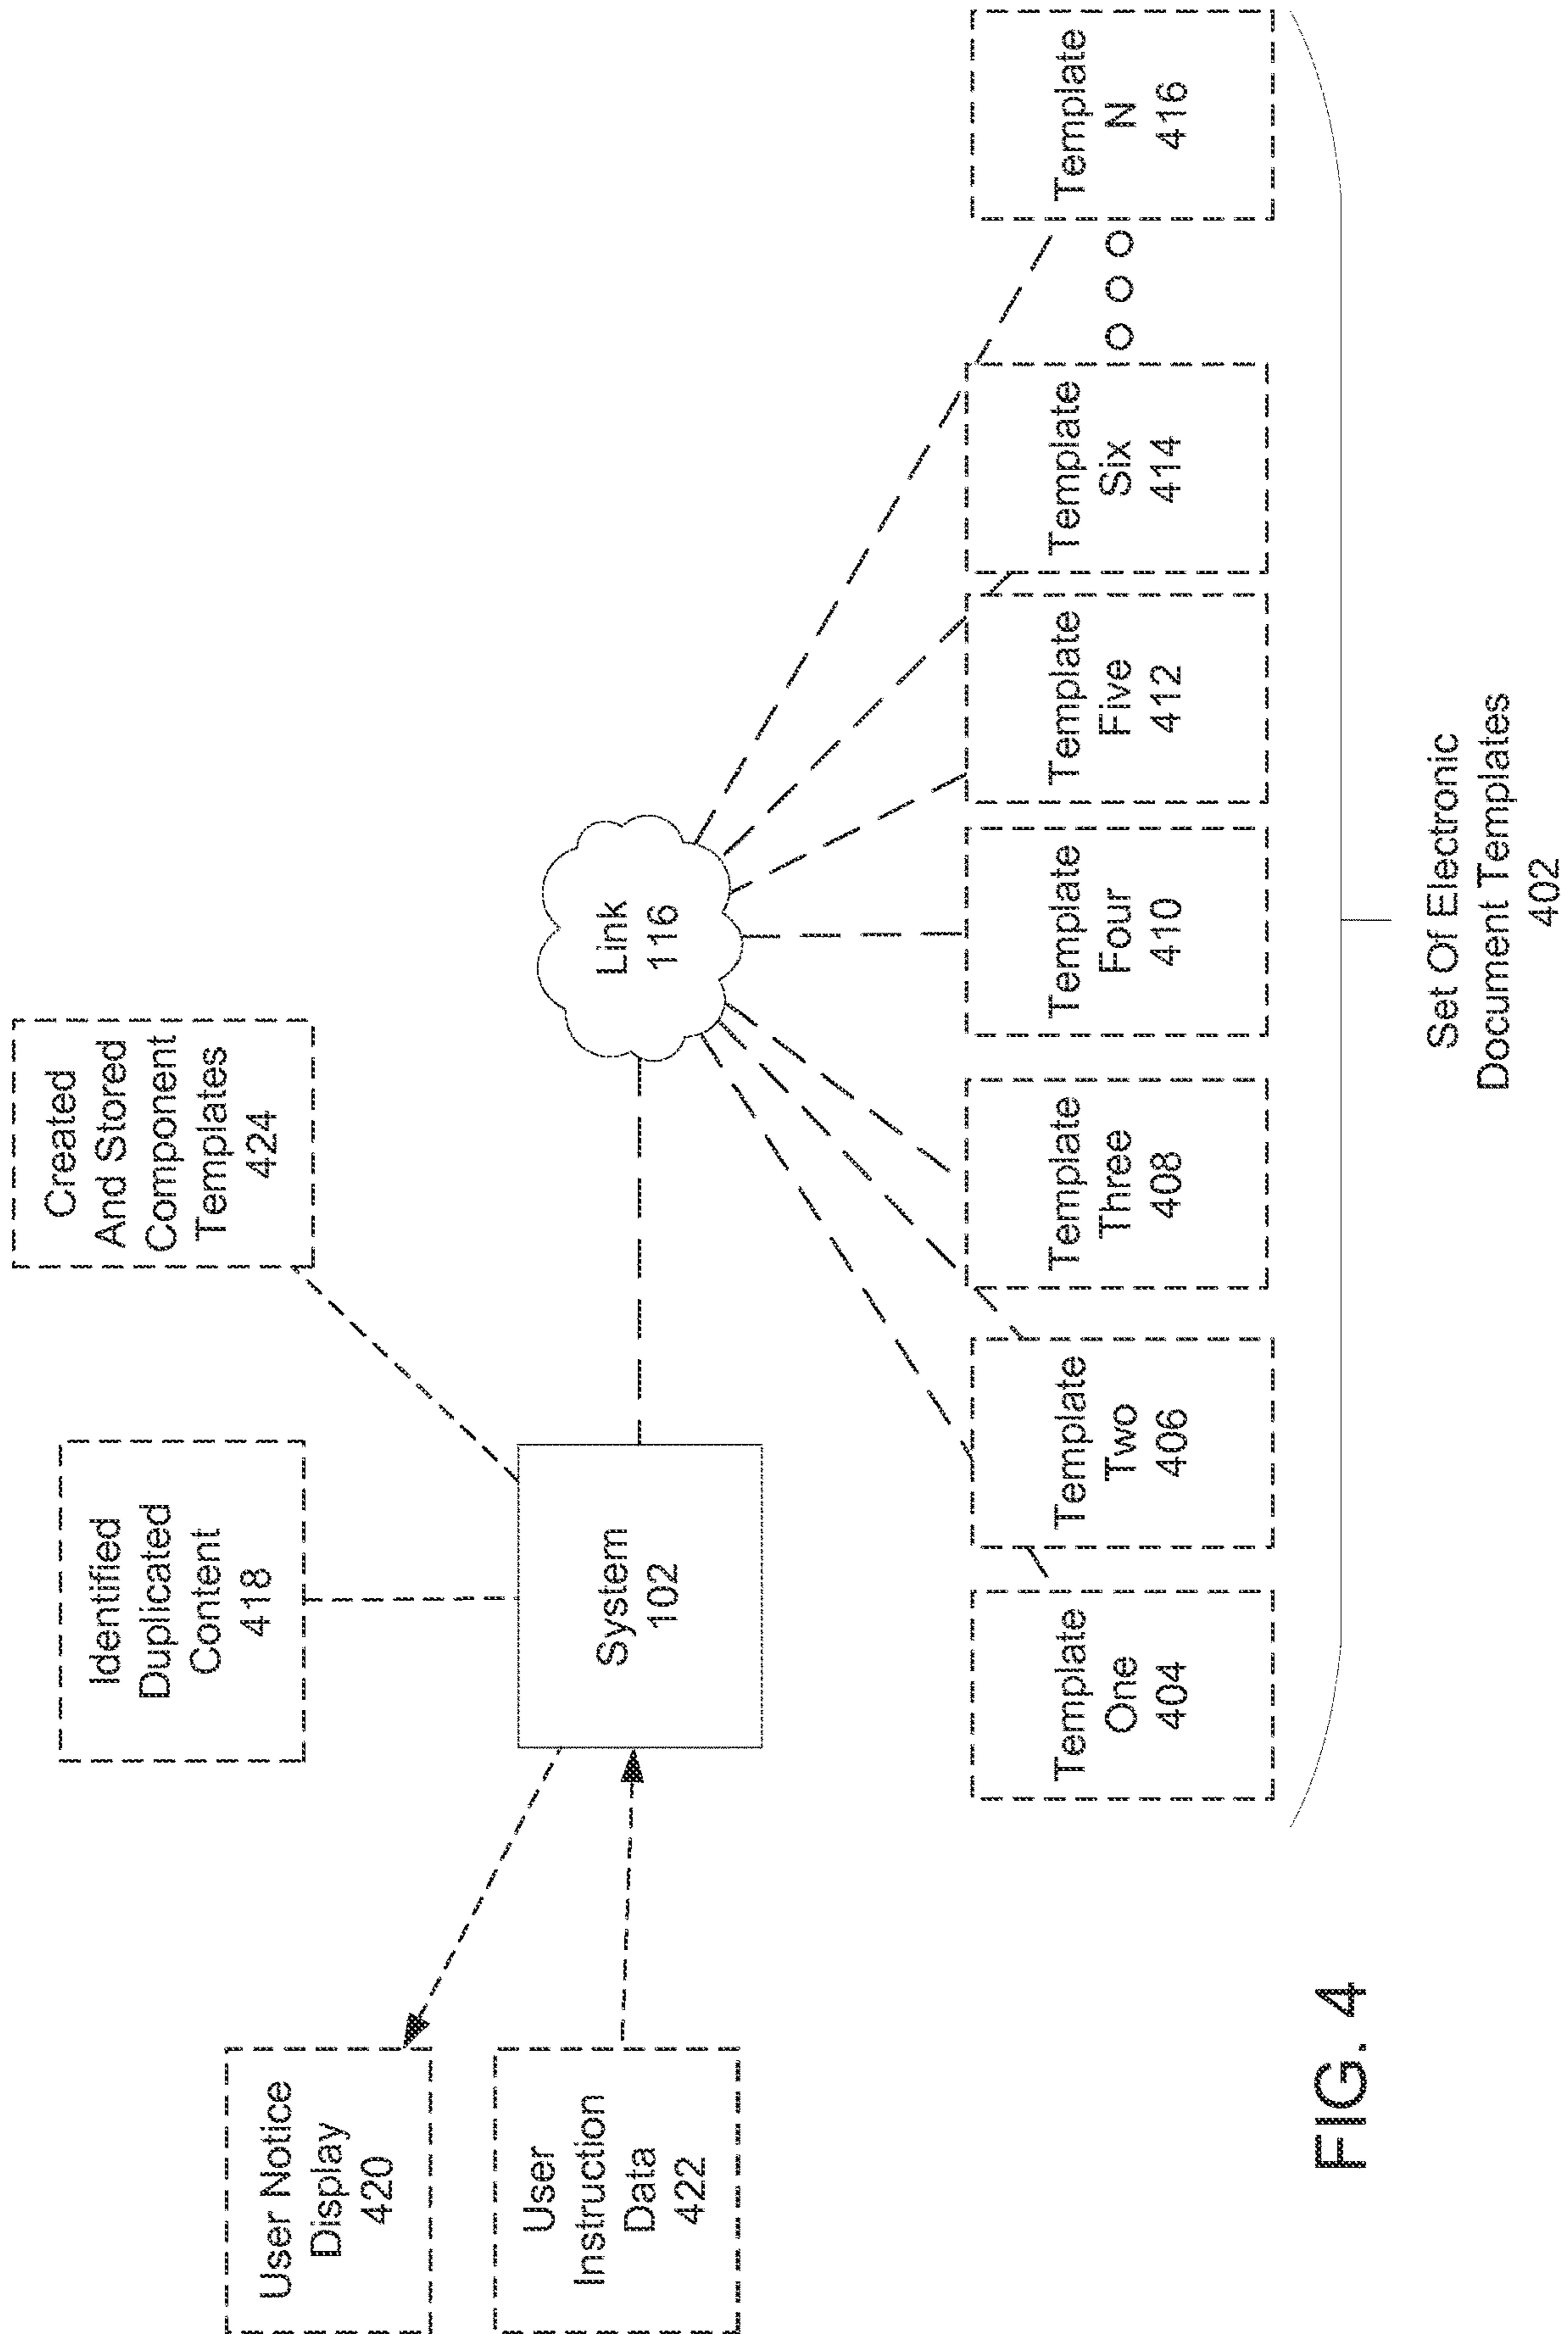 User Notice
Display
420
User
Instruction
Data
422
Identified
Duplicated
Content
418
Created
And Stored
Component
Templates
424
System
102
Link
116
Template
One
404
Template
Two
406
Template
Three
408
Template
Four
410
Template
Five
412
Template
Six
414
Template
N
416
Set Of Electronic
Document Templates
402
FIG. 4